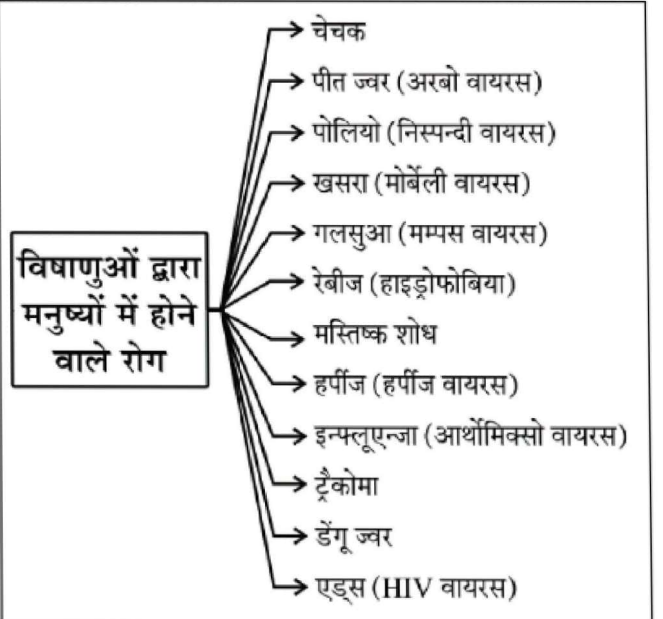 विषाणुओं द्वारा
मनुष्यों में होने
वाले रोग
चेचक
पीत ज्वर (अरबो वायरस)
पोलियो (निस्पन्दी वायरस)
खसरा (मोर्बेली वायरस)
गलसुआ (मम्पस वायरस)
रेबीज (हाइड्रोफोबिया)
मस्तिष्क शोध
हर्पीज (हर्पीज वायरस)
इन्फ्लूएन्जा (आर्थोमिक्सो वायरस)
ट्रैकोमा
डेंगू ज्वर
एड्स (HIV वायरस)